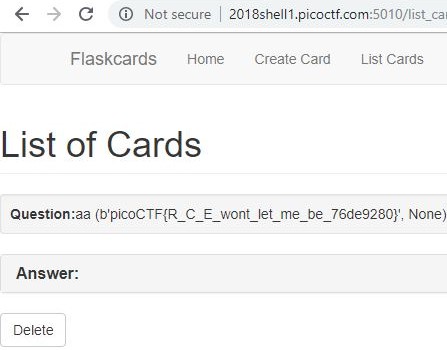 Not secure | 2018shell1.picoctf.com:5010/list_ca
Flaskcards Home Create Card List Cards
List of Cards
Question:aa (b'picoCTF{R_C_E_wont_let_me_be_76de9280}', None)
Answer:
Delete